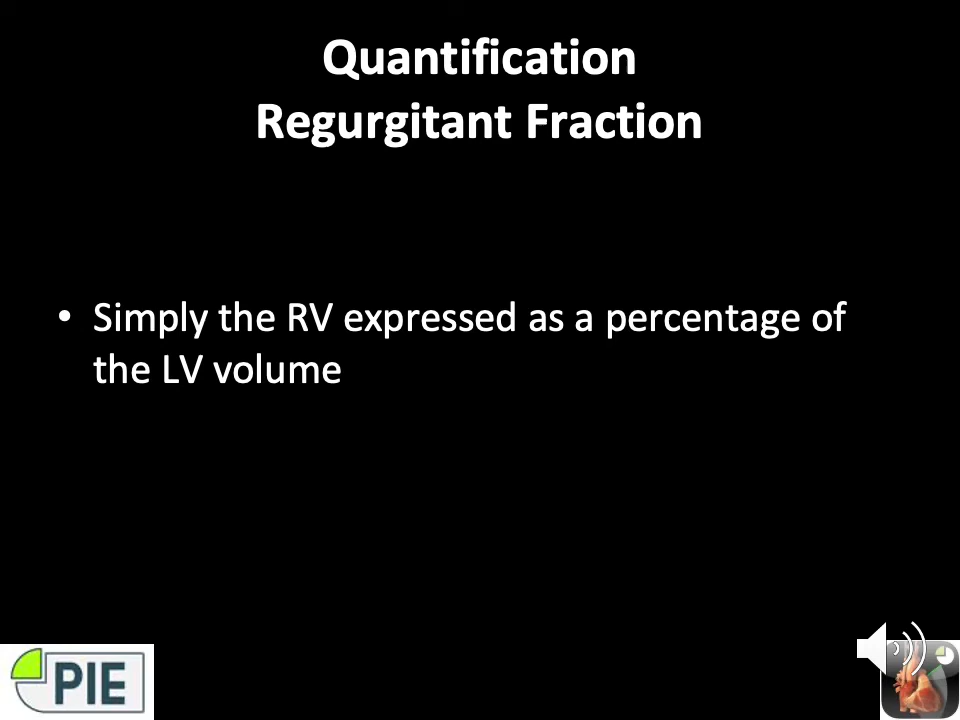 Quantification
Regurgitant Fraction
• Simply the RV expressed as a percentage of
the LV volume
PIE